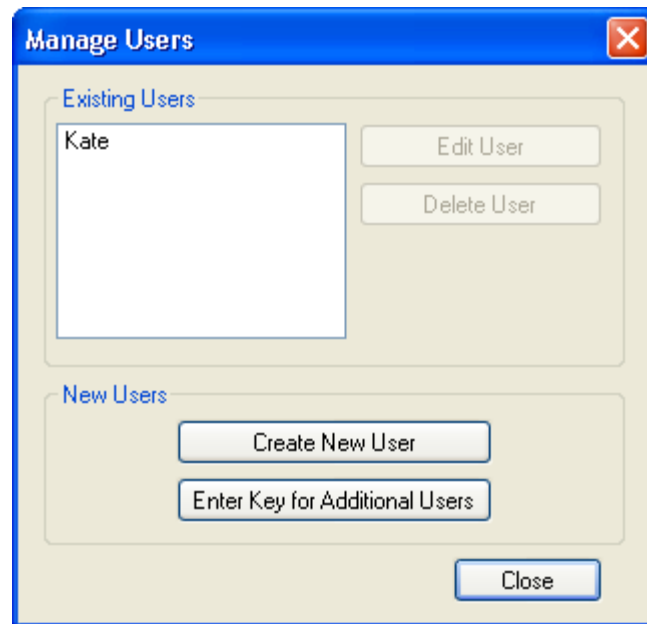 Manage Users
Existing Users
Kate
Edit User
Delete User
New Users
Create New User
Enter Key for Additional Users
Close